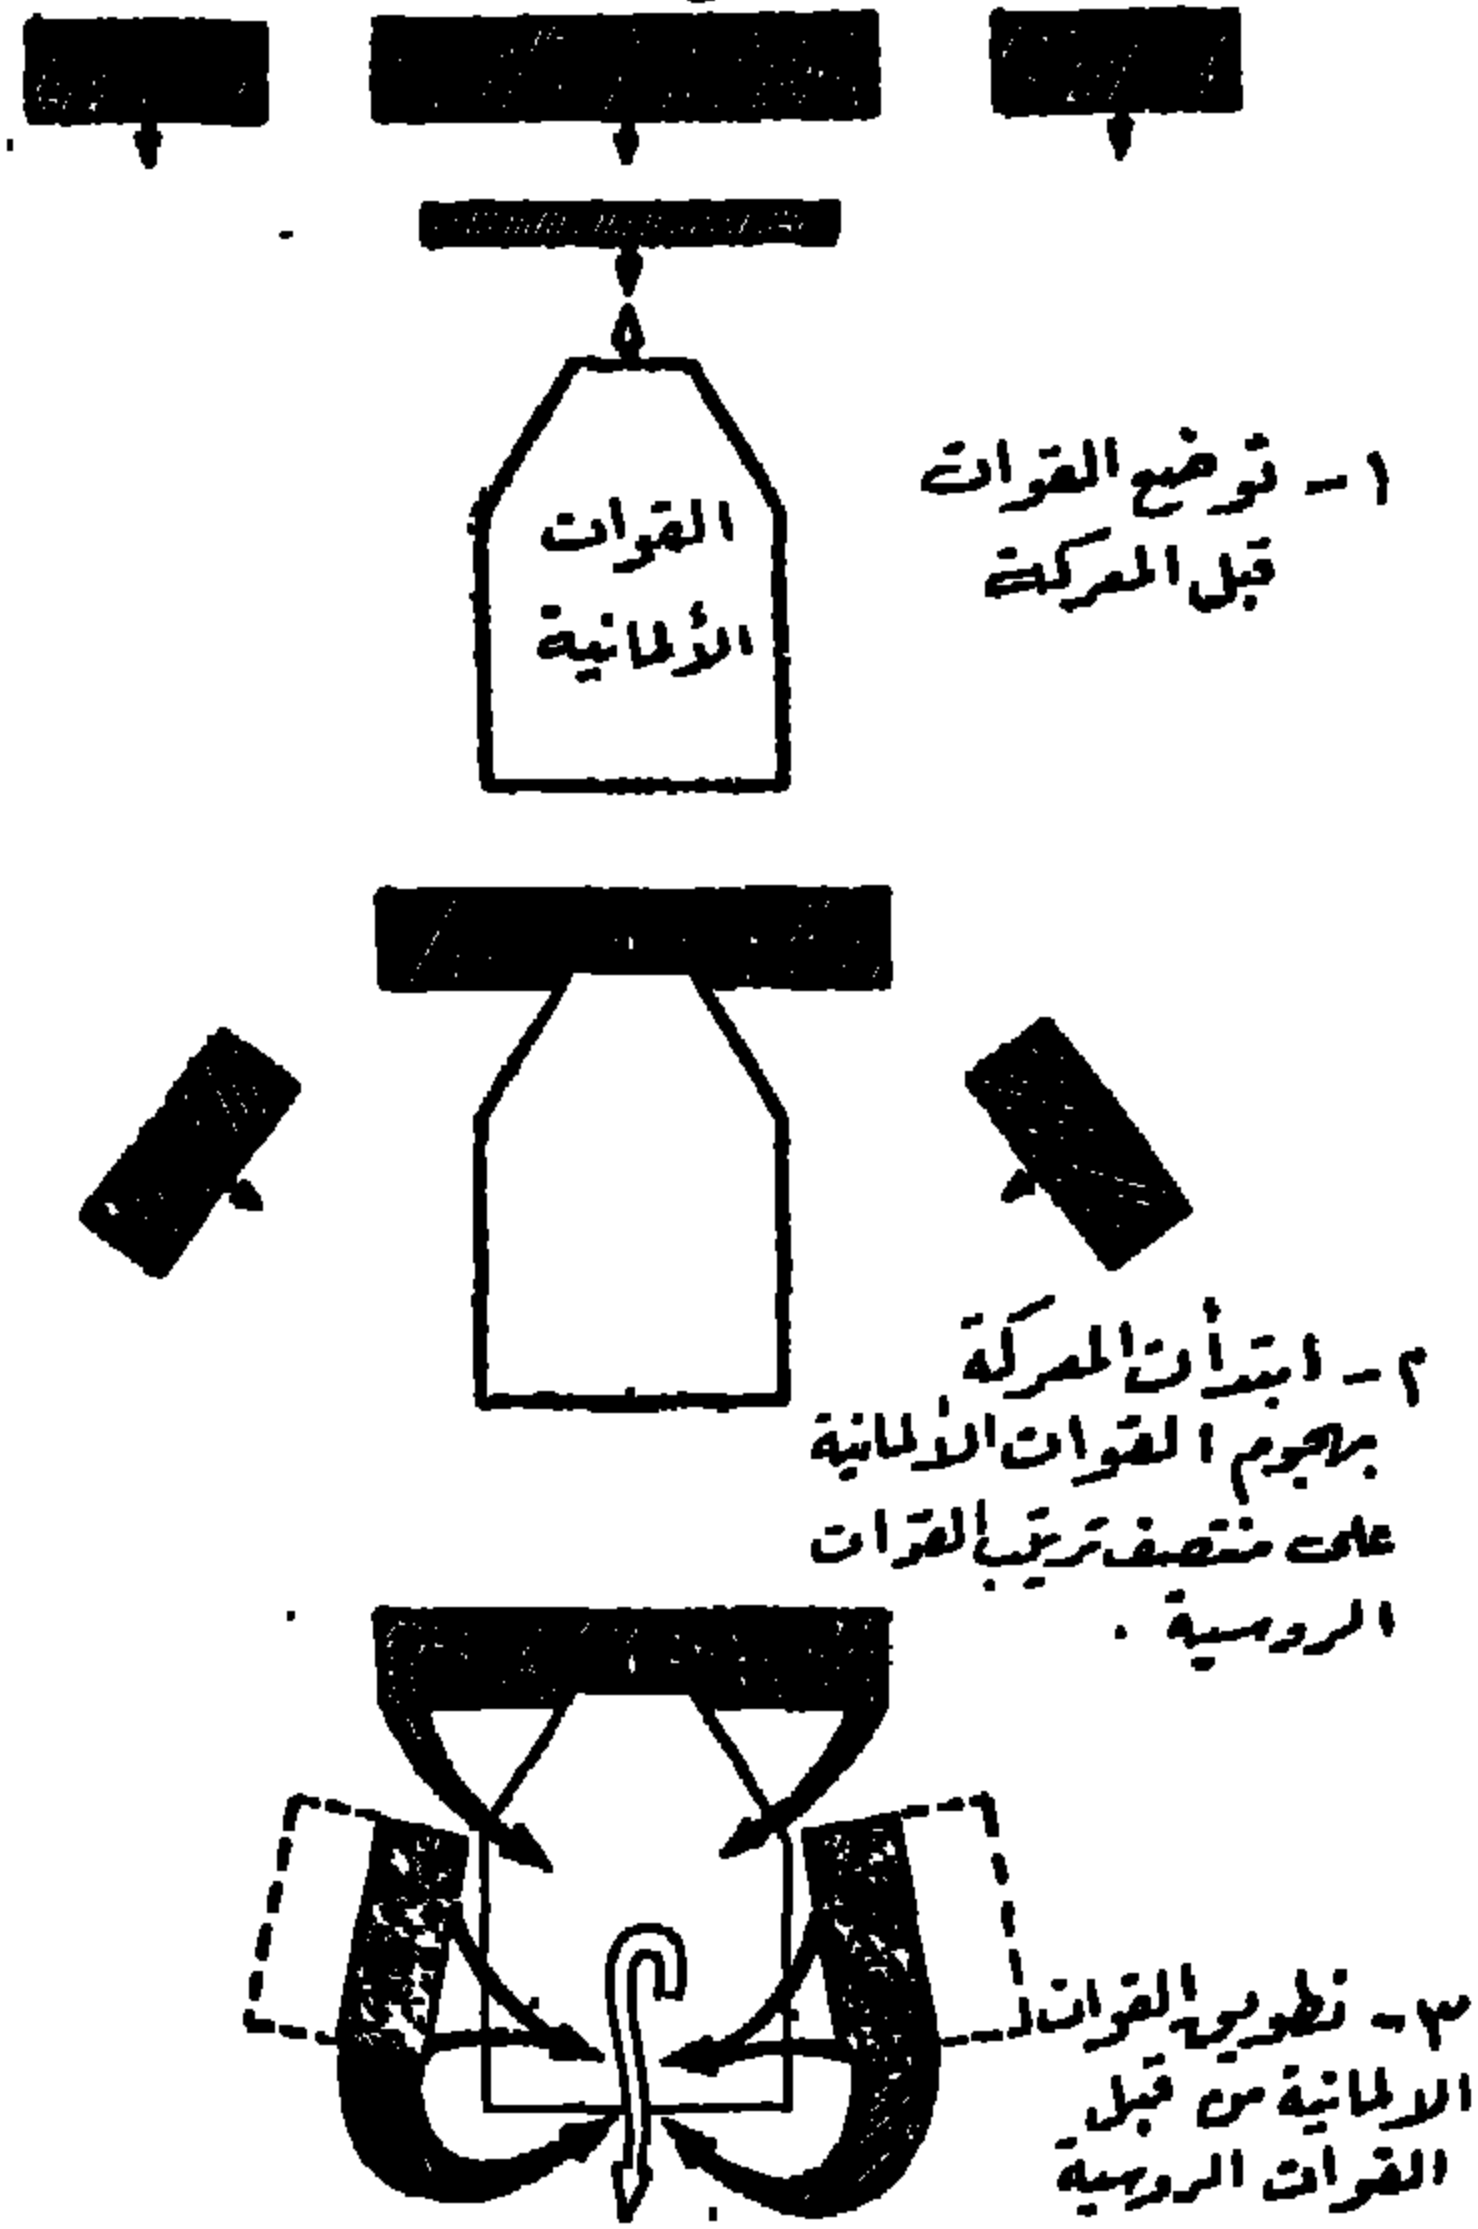 ١ - توضع القوات
قبل المعركة
القوات
الألمانية
٢ - ابتدأت المعركة
بهجوم القوات الألمانية
على منتصف ترتيب القوات
الروسية .
٣ - تطويق القوات
الالمانية من قبل
القوات الروسية